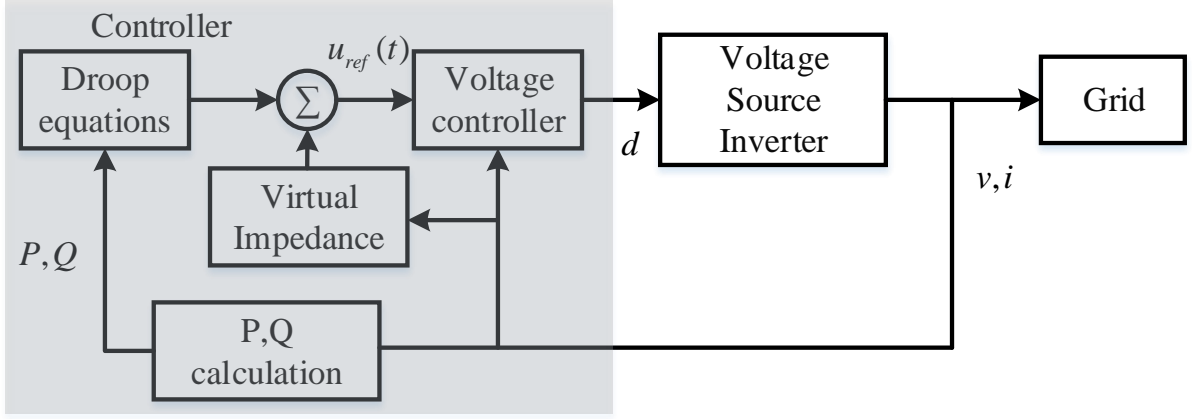 Controller
Droop
equations
Σ
u_ref(t)
Voltage
controller
d
Voltage
Source
Inverter
Grid
v,i
Virtual
Impedance
P,Q
P,Q
calculation